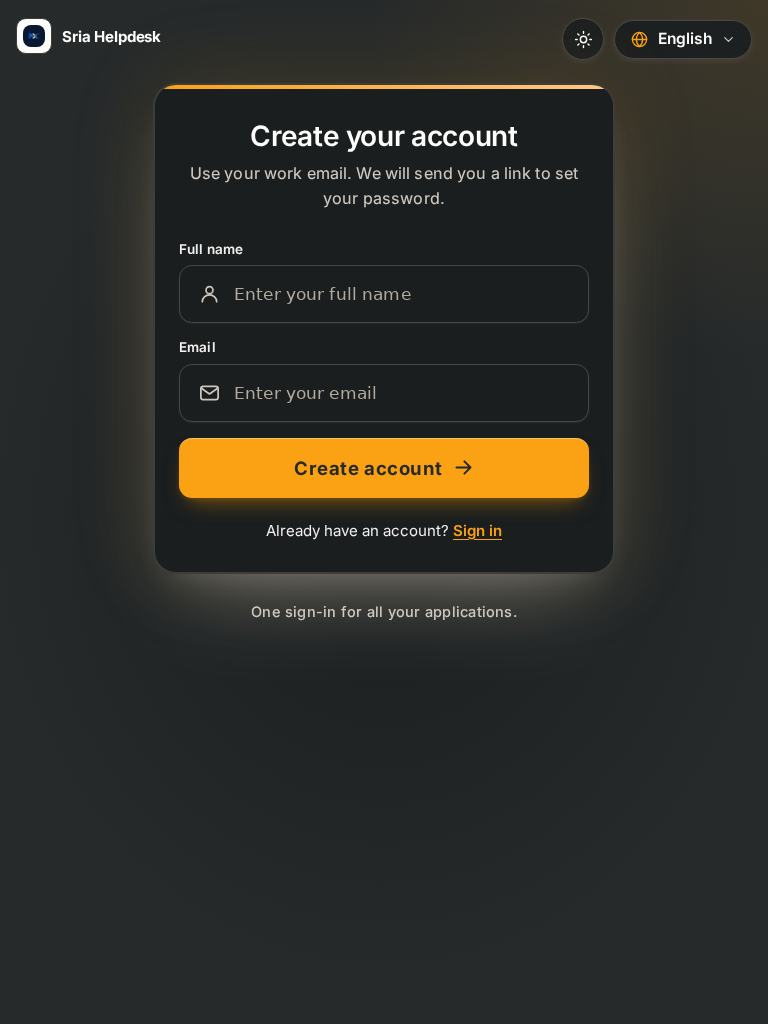 Sria Helpdesk
English
Create your account
Use your work email. We will send you a link to set
your password.
Full name
Enter your full name
Email
Enter your email
Create account
Already have an account? Sign in
One sign-in for all your applications.